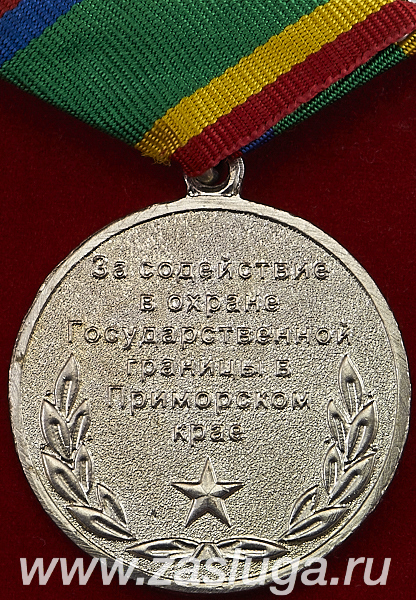 За содействие
в охране
Государственной
границы в
Приморском
крае
www.zasluga.ru